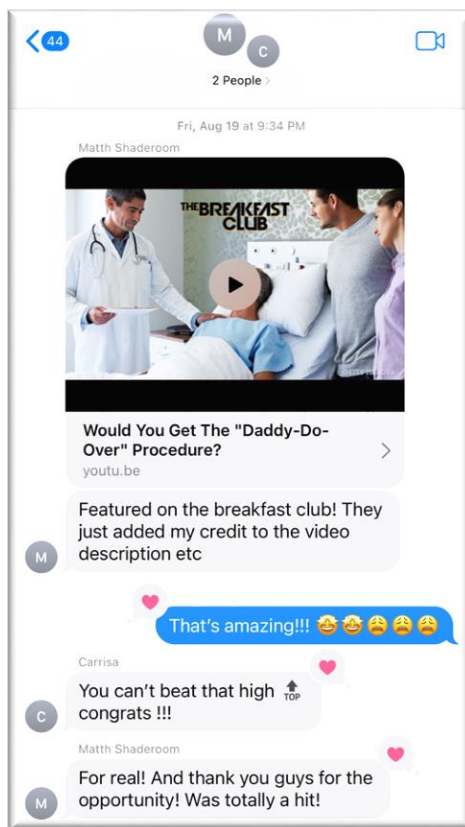 M
C
44
2 People >
Fri, Aug 19 at 9:34 PM
Matth Shaderoom
THE BREAKFAST
CLUB
Would You Get The "Daddy-Do-
Over" Procedure?
youtu.be
Featured on the breakfast club! They
just added my credit to the video
description etc
M
That's amazing!!! 🤩🤩😩😩😩
Carrisa
You can't beat that high 🔝
congrats !!!
C
Matth Shaderoom
For real! And thank you guys for the
opportunity! Was totally a hit!
M